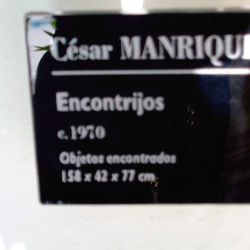 César MANRIQU
Encontrijos
c.1970
Objetos encontrados
158 x 42 x 77 cm